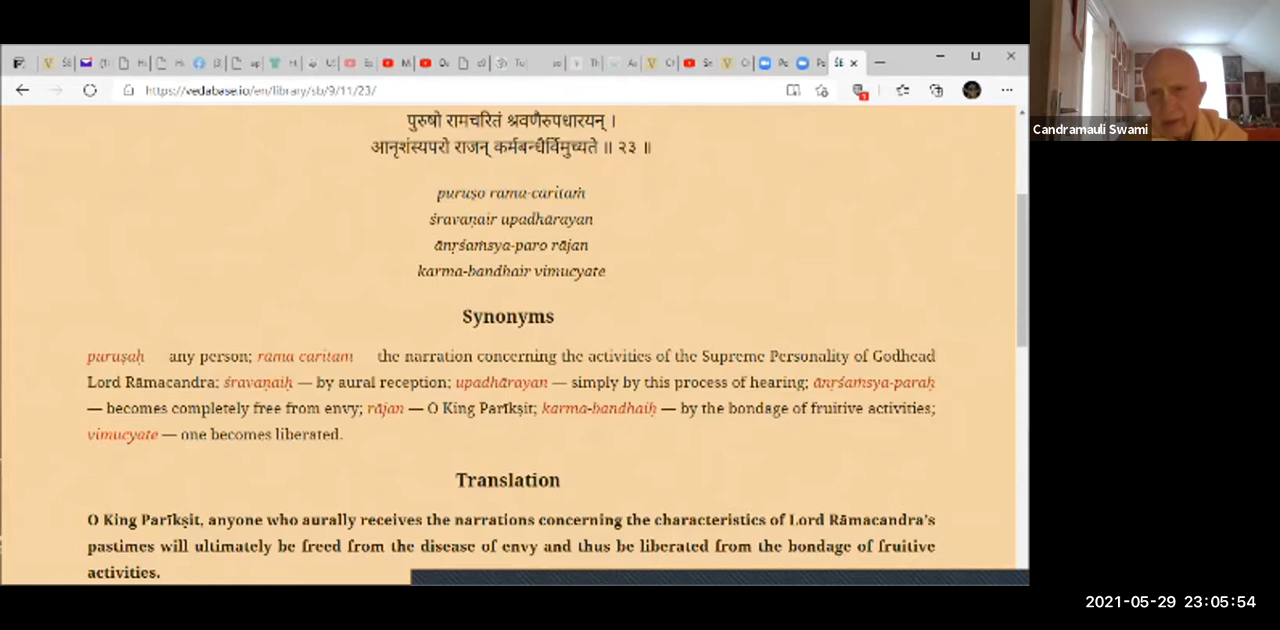 https://vedabase.io/en/library/sb/9/11/23/
पुरुषो रामचरितं श्रवणैरुपधारयन् ।
आनृशंस्यपरो राजन् कर्मबन्धैर्विमुच्यते ॥ २३ ॥
puruṣo rāma-caritaṁ
śravaṇair upadhārayan
ānṛśaṁsya-paro rājan
karma-bandhair vimucyate
Synonyms
puruṣaḥ any person; rāma caritam the narration concerning the activities of the Supreme Personality of Godhead
Lord Rāmacandra; śravaṇaiḥ — by aural reception; upadhārayan — simply by this process of hearing; ānṛśaṁsya-paraḥ
— becomes completely free from envy; rājan — O King Parīkṣit; karma-bandhaiḥ — by the bondage of fruitive activities;
vimucyate — one becomes liberated.
Translation
O King Parīkṣit, anyone who aurally receives the narrations concerning the characteristics of Lord Rāmacandra's
pastimes will ultimately be freed from the disease of envy and thus be liberated from the bondage of fruitive
activities.
Candramauli Swami
2021-05-29 23:05:54